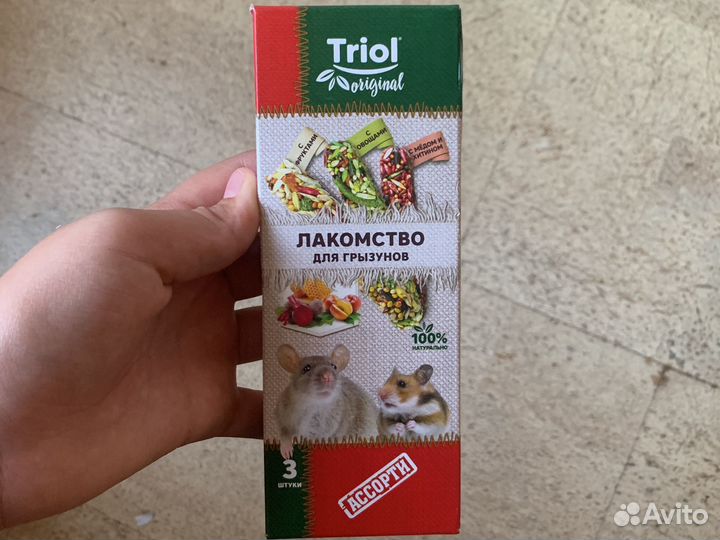 Triol
original
С ФРУКТАМИ
С ОВОЩАМИ
С МЁДОМ И ХИТИНОМ
ЛАКОМСТВО
ДЛЯ ГРЫЗУНОВ
100%
НАТУРАЛЬНО
3
ШТУКИ
АССОРТИ
Avito